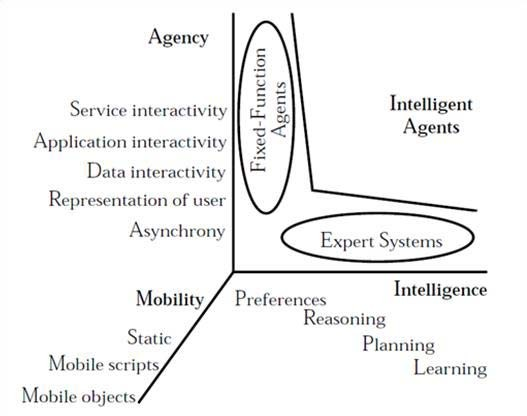 Agency
Service interactivity
Application interactivity
Data interactivity
Representation of user
Asynchrony
Fixed-Function
Agents
Intelligent
Agents
Expert Systems
Mobility
Static
Mobile scripts
Mobile objects
Intelligence
Preferences
Reasoning
Planning
Learning